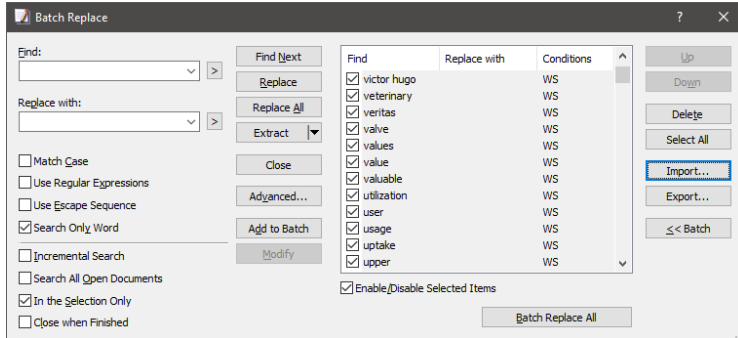 Batch Replace
? ×
Find:
>
Replace with:
>
Match Case
Use Regular Expressions
Use Escape Sequence
Search Only Word
Incremental Search
Search All Open Documents
In the Selection Only
Close when Finished
Find Next
Replace
Replace All
Extract
Close
Advanced...
Add to Batch
Modify
Find Replace with Conditions
victor hugo WS
veterinary WS
veritas WS
valve WS
values WS
value WS
valuable WS
utilization WS
user WS
usage WS
uptake WS
upper WS
Enable/Disable Selected Items
Batch Replace All
Up
Down
Delete
Select All
Import...
Export...
<< Batch